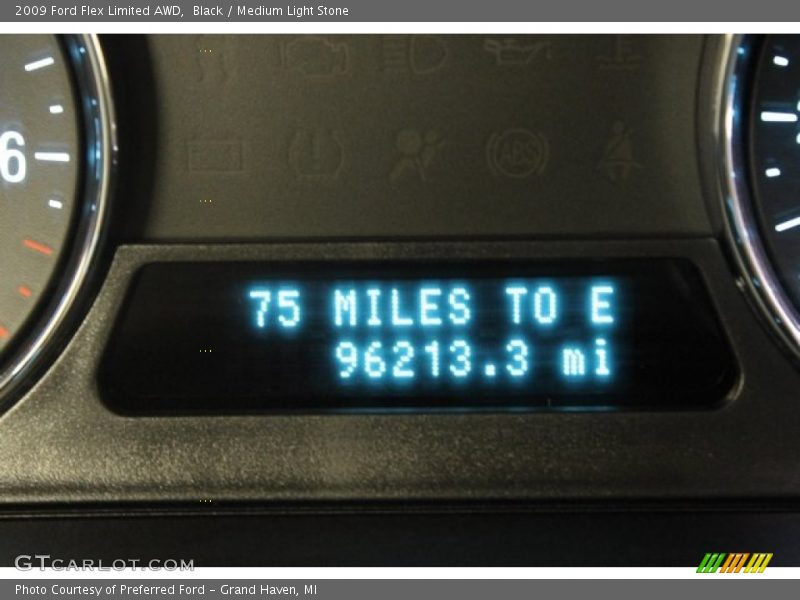 2009 Ford Flex Limited AWD,  Black / Medium Light Stone
6
ABS
75 MILES TO E
96213.3 mi
GTCARLOT.COM
Photo Courtesy of Preferred Ford – Grand Haven, MI